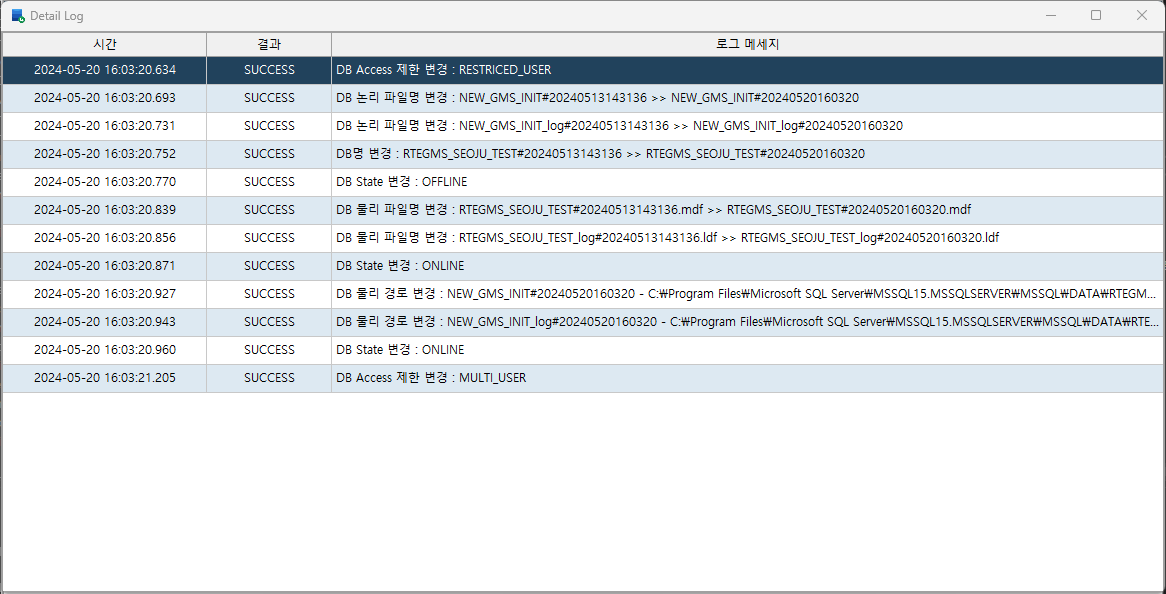 Detail Log
시간 결과 로그 메세지
2024-05-20 16:03:20.634 SUCCESS DB Access 제한 변경 : RESTRICED_USER
2024-05-20 16:03:20.693 SUCCESS DB 논리 파일명 변경 : NEW_GMS_INIT#20240513143136 >> NEW_GMS_INIT#20240520160320
2024-05-20 16:03:20.731 SUCCESS DB 논리 파일명 변경 : NEW_GMS_INIT_log#20240513143136 >> NEW_GMS_INIT_log#20240520160320
2024-05-20 16:03:20.752 SUCCESS DB명 변경 : RTEGMS_SEOJU_TEST#20240513143136 >> RTEGMS_SEOJU_TEST#20240520160320
2024-05-20 16:03:20.770 SUCCESS DB State 변경 : OFFLINE
2024-05-20 16:03:20.839 SUCCESS DB 물리 파일명 변경 : RTEGMS_SEOJU_TEST#20240513143136.mdf >> RTEGMS_SEOJU_TEST#20240520160320.mdf
2024-05-20 16:03:20.856 SUCCESS DB 물리 파일명 변경 : RTEGMS_SEOJU_TEST_log#20240513143136.ldf >> RTEGMS_SEOJU_TEST_log#20240520160320.ldf
2024-05-20 16:03:20.871 SUCCESS DB State 변경 : ONLINE
2024-05-20 16:03:20.927 SUCCESS DB 물리 경로 변경 : NEW_GMS_INIT#20240520160320 - C:₩Program Files₩Microsoft SQL Server₩MSSQL15.MSSQLSERVER₩MSSQL₩DATA₩RTEGM...
2024-05-20 16:03:20.943 SUCCESS DB 물리 경로 변경 : NEW_GMS_INIT_log#20240520160320 - C:₩Program Files₩Microsoft SQL Server₩MSSQL15.MSSQLSERVER₩MSSQL₩DATA₩RTE...
2024-05-20 16:03:20.960 SUCCESS DB State 변경 : ONLINE
2024-05-20 16:03:21.205 SUCCESS DB Access 제한 변경 : MULTI_USER